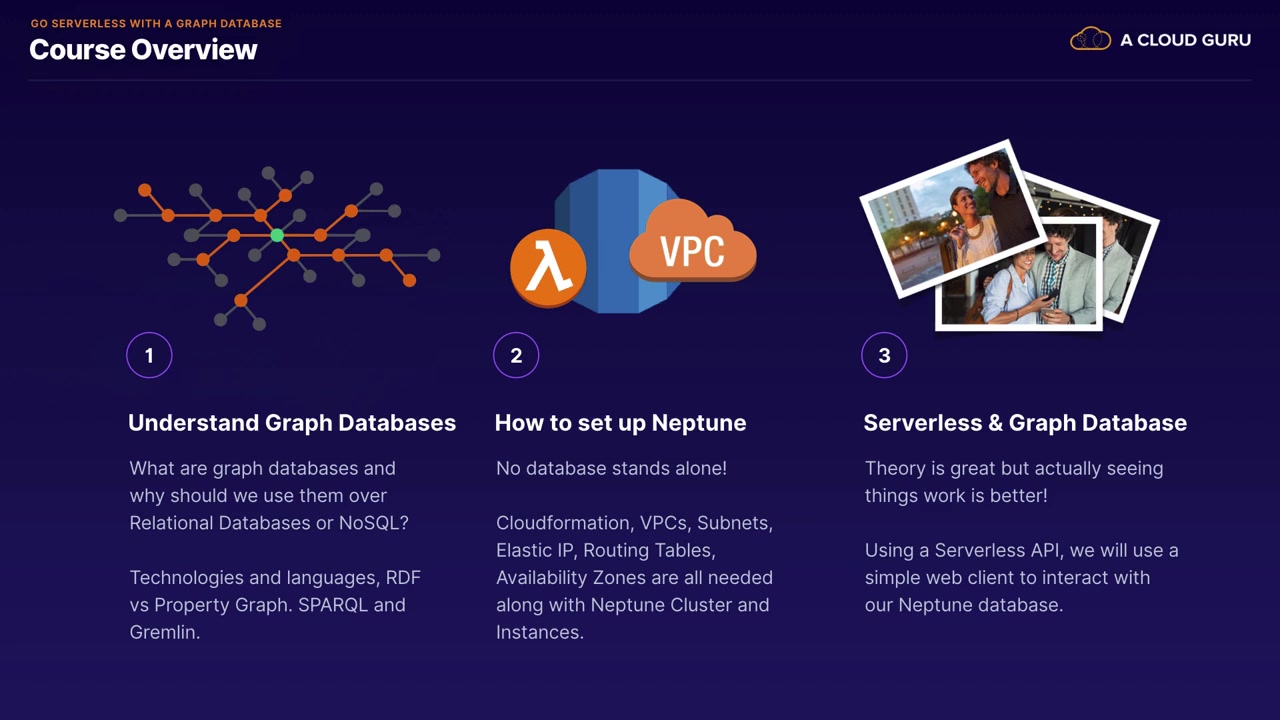 GO SERVERLESS WITH A GRAPH DATABASE
Course Overview
A CLOUD GURU
λ
VPC
1
Understand Graph Databases
What are graph databases and
why should we use them over
Relational Databases or NoSQL?
Technologies and languages, RDF
vs Property Graph. SPARQL and
Gremlin.
2
How to set up Neptune
No database stands alone!
Cloudformation, VPCs, Subnets,
Elastic IP, Routing Tables,
Availability Zones are all needed
along with Neptune Cluster and
Instances.
3
Serverless & Graph Database
Theory is great but actually seeing
things work is better!
Using a Serverless API, we will use a
simple web client to interact with
our Neptune database.